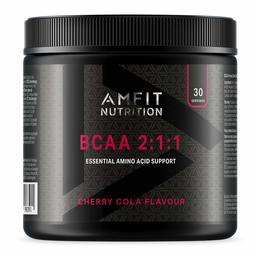 AMFIT
NUTRITION
30
SERVINGS
BCAA 2:1:1
ESSENTIAL AMINO ACID SUPPORT
CHERRY COLA FLAVOUR